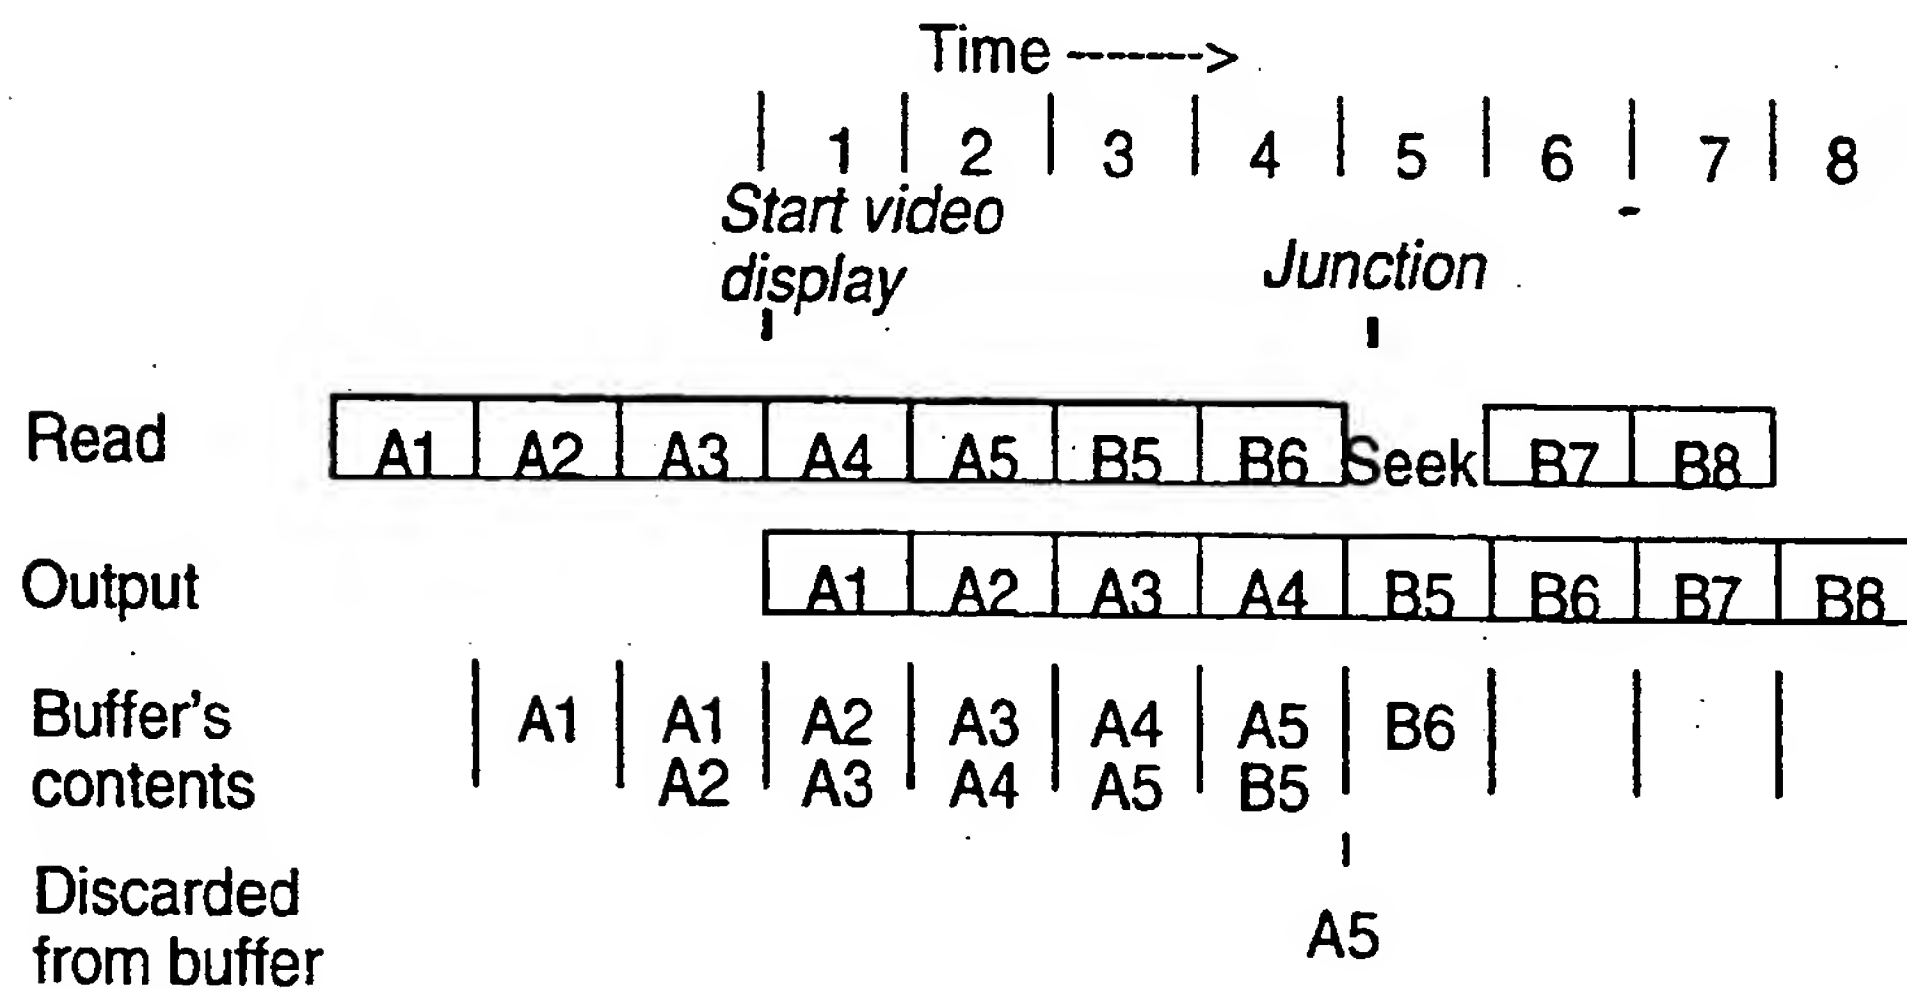 Time ------->
| 1 | 2 | 3 | 4 | 5 | 6 | 7 | 8
Start video
display
Junction
Read A1 A2 A3 A4 A5 B5 B6 Seek B7 B8
Output A1 A2 A3 A4 B5 B6 B7 B8
Buffer's | A1 | A1 | A2 | A3 | A4 | A5 | B6 | | |
contents A2 A3 A4 A5 B5
Discarded
from buffer A5